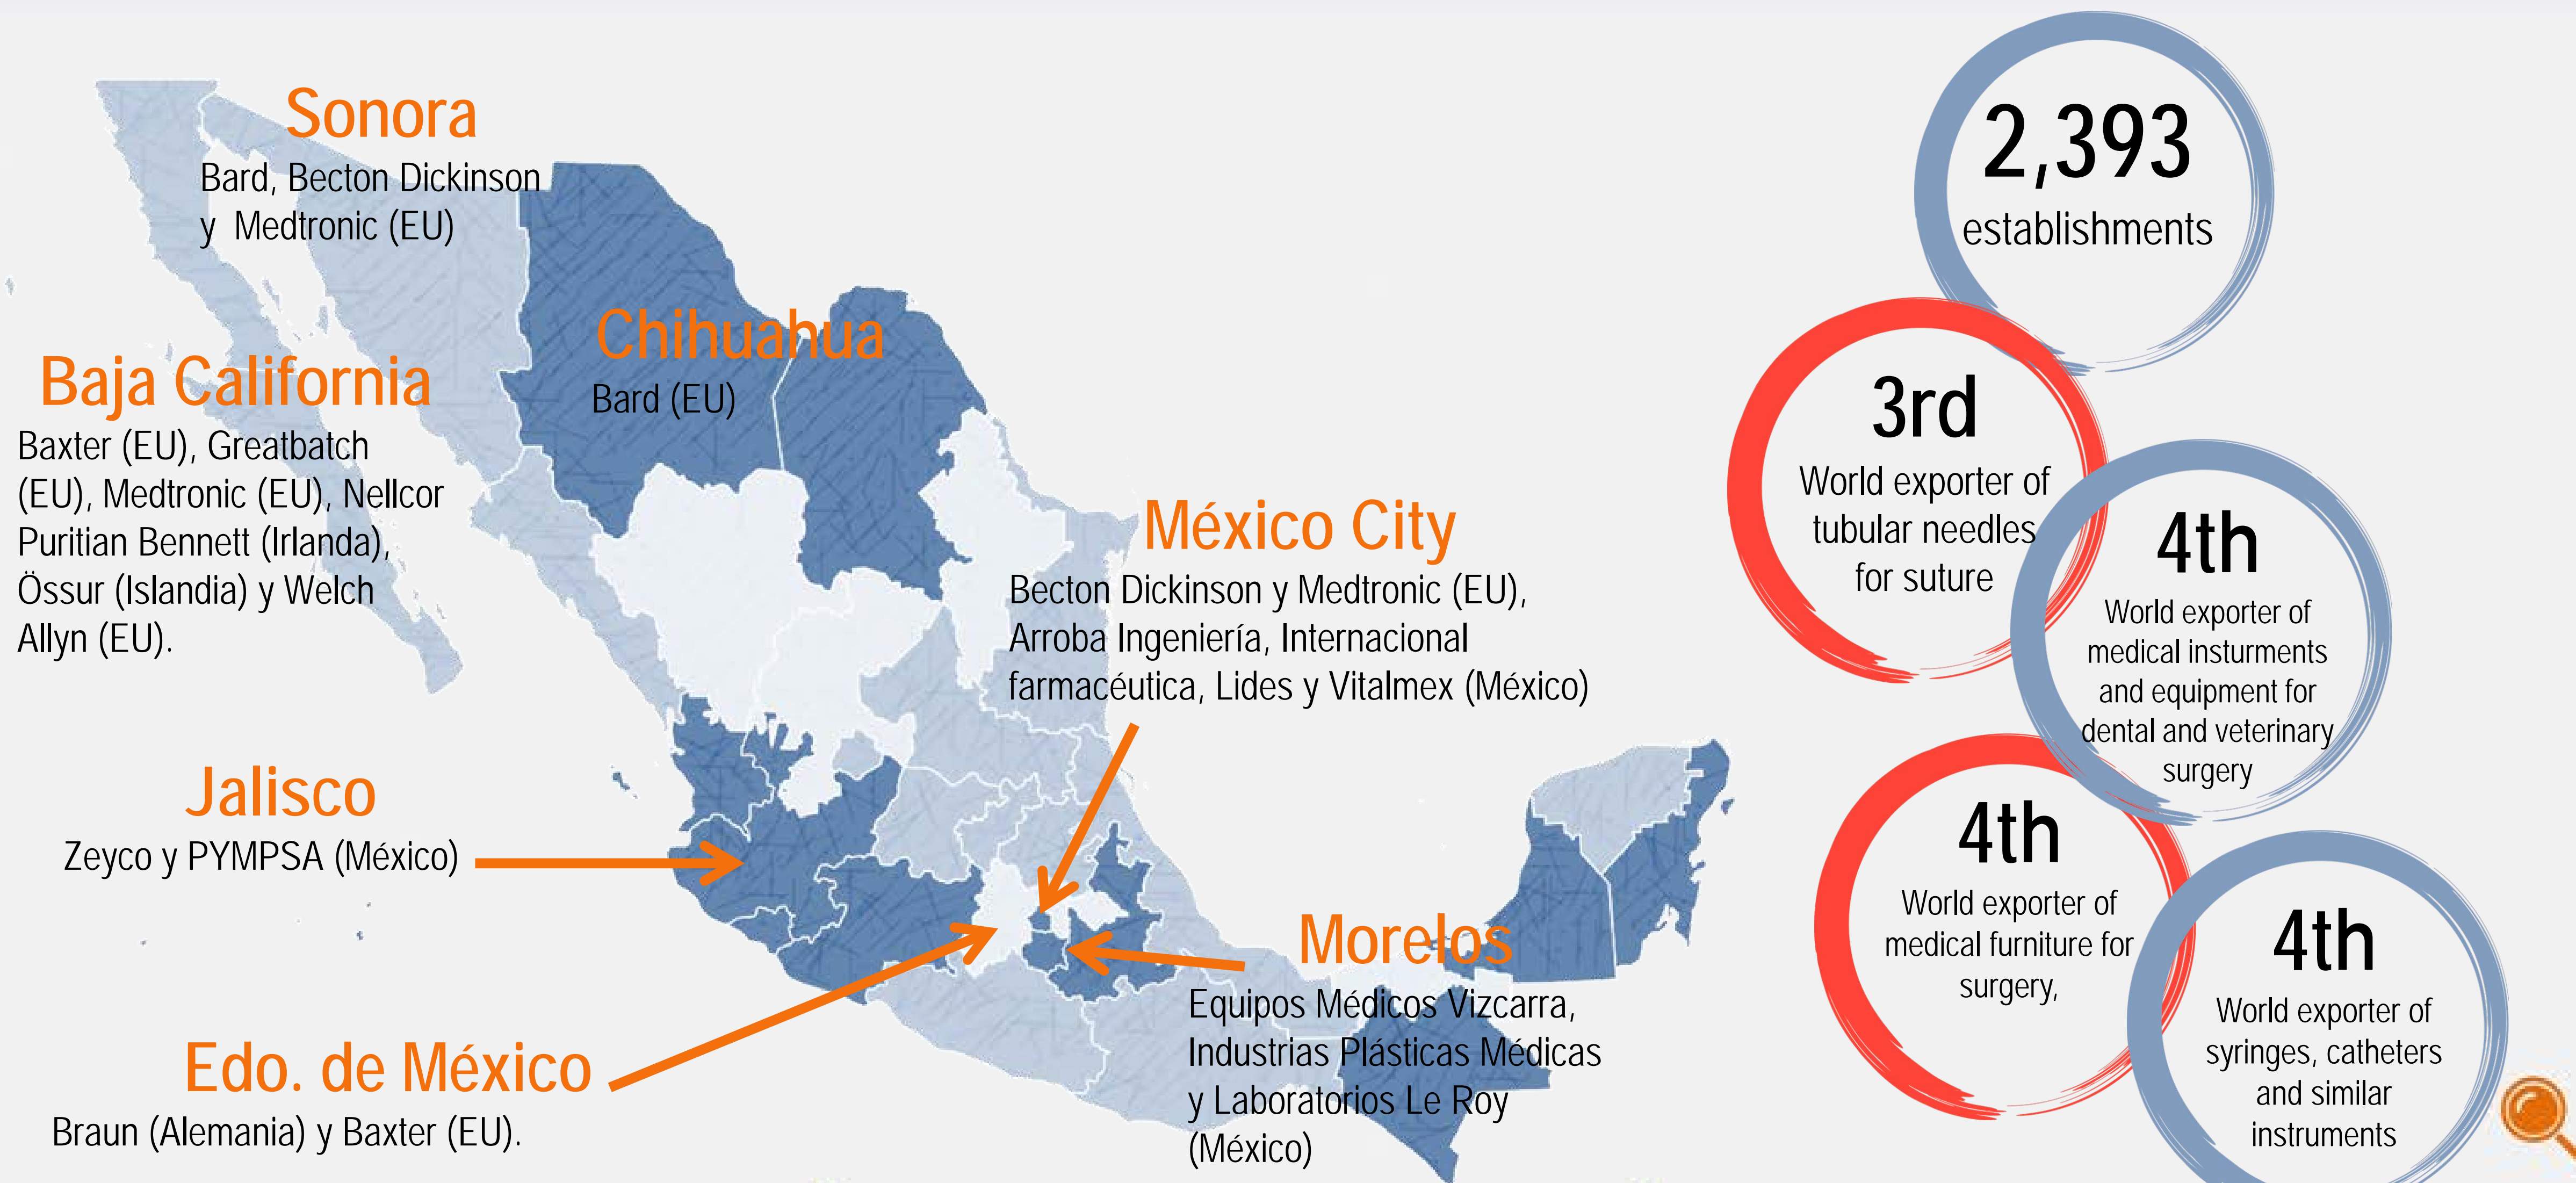 Sonora
Bard, Becton Dickinson
y Medtronic (EU)
Chihuahua
Bard (EU)
Baja California
Baxter (EU), Greatbatch
(EU), Medtronic (EU), Nellcor
Puritian Bennett (Irlanda),
Össur (Islandia) y Welch
Allyn (EU).
México City
Becton Dickinson y Medtronic (EU),
Arroba Ingeniería, Internacional
farmacéutica, Lides y Vitalmex (México)
Jalisco
Zeyco y PYMPSA (México)
Morelos
Equipos Médicos Vizcarra,
Industrias Plásticas Médicas
y Laboratorios Le Roy
(México)
Edo. de México
Braun (Alemania) y Baxter (EU).
2,393
establishments
3rd
World exporter of
tubular needles
for suture
4th
World exporter of
medical insturments
and equipment for
dental and veterinary
surgery
4th
World exporter of
medical furniture for
surgery,
4th
World exporter of
syringes, catheters
and similar
instruments